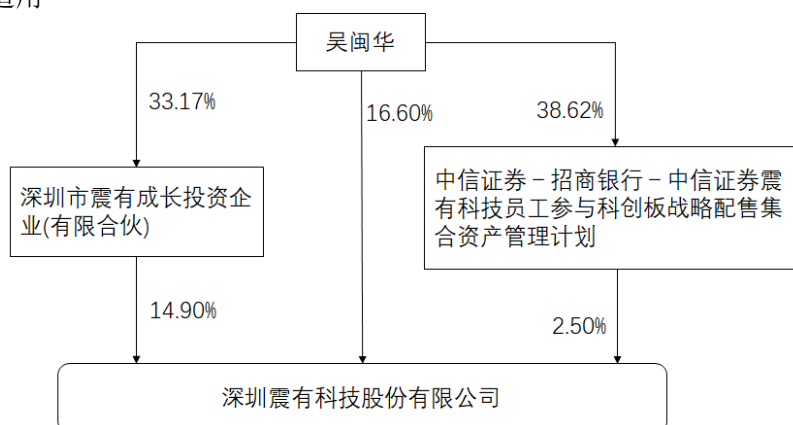 适用
吴闽华
33.17%
16.60%
38.62%
深圳市震有成长投资企
业(有限合伙)
中信证券－招商银行－中信证券震
有科技员工参与科创板战略配售集
合资产管理计划
14.90%
2.50%
深圳震有科技股份有限公司